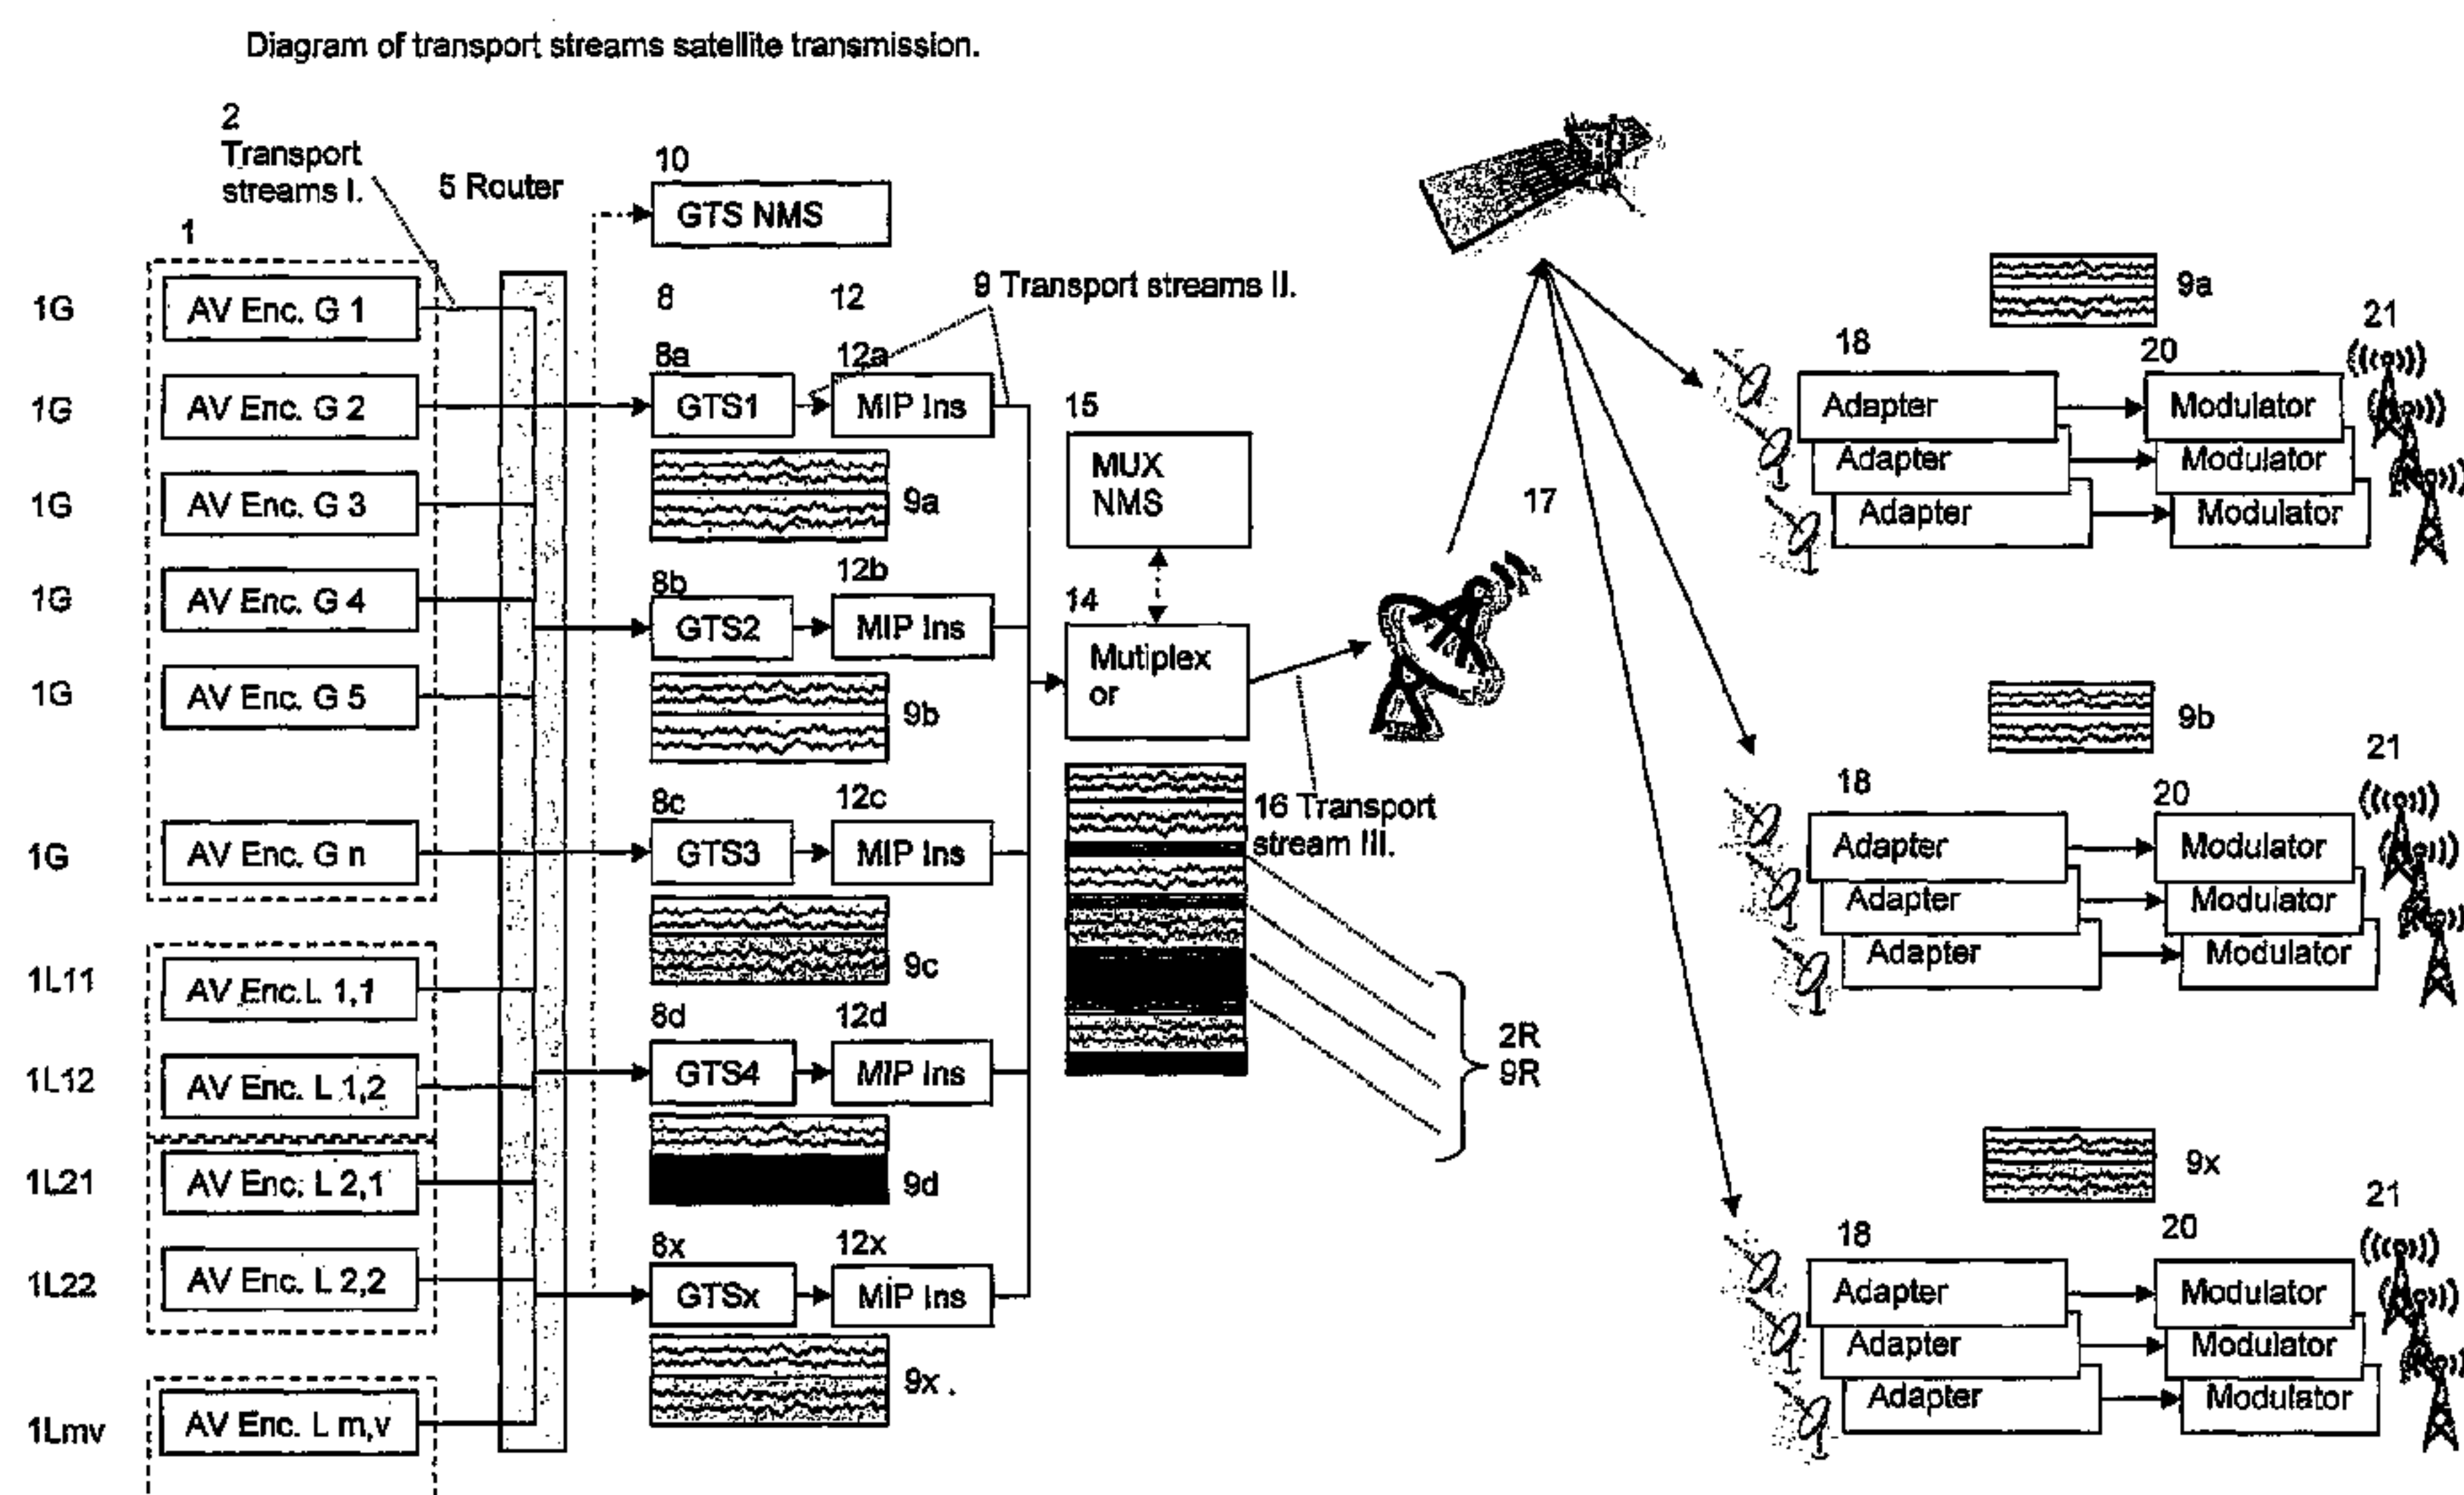 Diagram of transport streams satellite transmission.
2
Transport
streams I.
5 Router
10
GTS NMS
1
1G
AV Enc. G 1
8
12
9 Transport streams II.
9a
21
1G
AV Enc. G 2
8a
GTS1
12a
MIP Ins
15
MUX
NMS
18
20
Adapter
Modulator
Adapter
Modulator
Adapter
Modulator
1G
AV Enc. G 3
9a
17
1G
AV Enc. G 4
8b
GTS2
12b
MIP Ins
14
Mutiplex
or
1G
AV Enc. G 5
9b
9b
21
16 Transport
stream III.
18
20
Adapter
Modulator
Adapter
Modulator
Adapter
Modulator
1G
AV Enc. G n
8c
GTS3
12c
MIP Ins
9c
1L11
AV Enc.L 1,1
8d
GTS4
12d
MIP Ins
2R
9R
1L12
AV Enc. L 1,2
1L21
AV Enc. L 2,1
9d
9x
21
1L22
AV Enc. L 2,2
8x
GTSx
12x
MIP Ins
18
20
Adapter
Modulator
Adapter
Modulator
Adapter
Modulator
9x .
1Lmv
AV Enc. L m,v